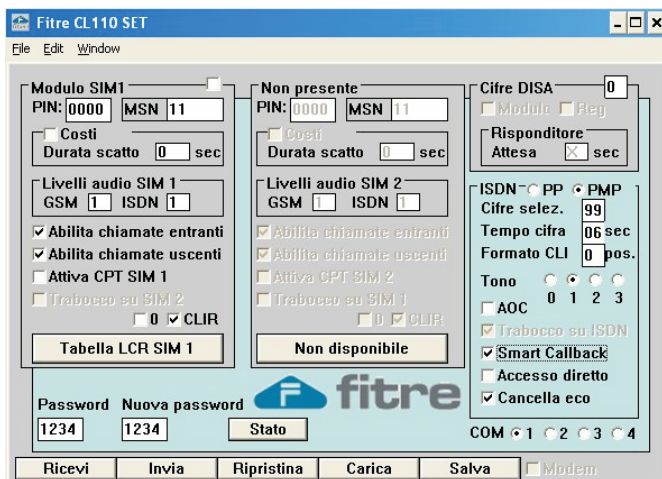 Fitre CL110 SET
File Edit Window
Modulo SIM1
PIN: 0000 MSN 11
Costi
Durata scatto 0 sec
Livelli audio SIM 1
GSM 1 ISDN 1
Abilita chiamate entranti
Abilita chiamate uscenti
Attiva CPT SIM 1
Trabocco su SIM 2
0 CLIR
Tabella LCR SIM 1
Non presente
PIN: 0000 MSN 11
Costi
Durata scatto 0 sec
Livelli audio SIM 2
GSM 1 ISDN 1
Abilita chiamate entranti
Abilita chiamate uscenti
Attiva CPT SIM 2
Trabocco su SIM 1
0 CLIR
Non disponibile
Cifre DISA 0
Modulo Reg
Risponditore
Attesa X sec
ISDN PP PMP
Cifre selez. 99
Tempo cifra 06 sec
Formato CLI 0 pos.
Tono
0 1 2 3
AOC
Trabocco su ISDN
Smart Callback
Accesso diretto
Cancella eco
Password Nuova password
1234 1234 Stato
fitre
COM 1 2 3 4
Ricevi Invia Ripristina Carica Salva Modem